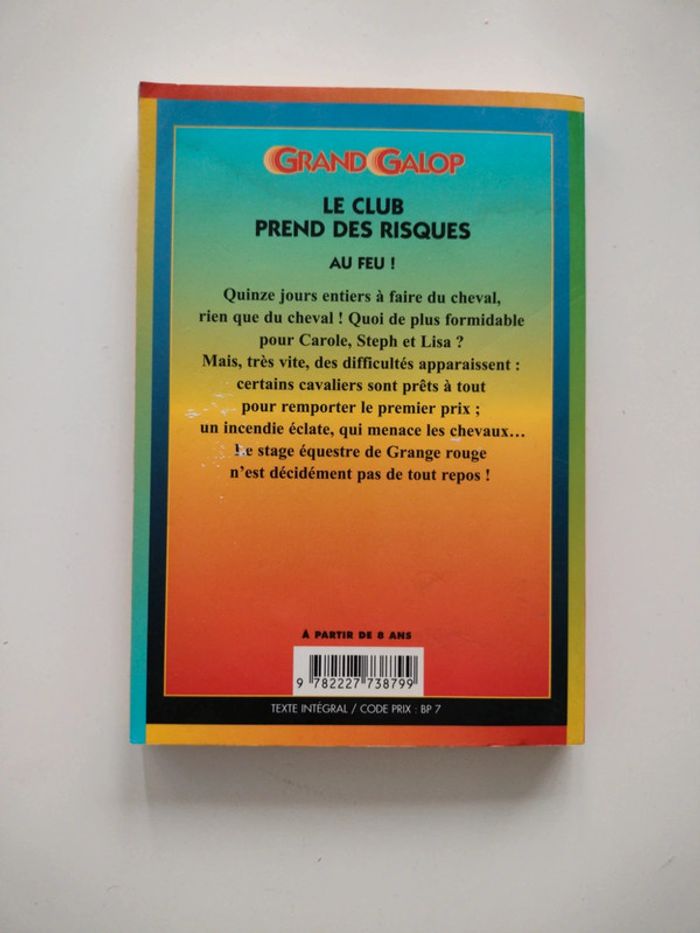 GRAND GALOP
LE CLUB
PREND DES RISQUES
AU FEU !
Quinze jours entiers à faire du cheval,
rien que du cheval ! Quoi de plus formidable
pour Carole, Steph et Lisa ?
Mais, très vite, des difficultés apparaissent :
certains cavaliers sont prêts à tout
pour remporter le premier prix ;
un incendie éclate, qui menace les chevaux…
Le stage équestre de Grange rouge
n'est décidément pas de tout repos !
À PARTIR DE 8 ANS
9 782227 738799
TEXTE INTÉGRAL / CODE PRIX : BP 7